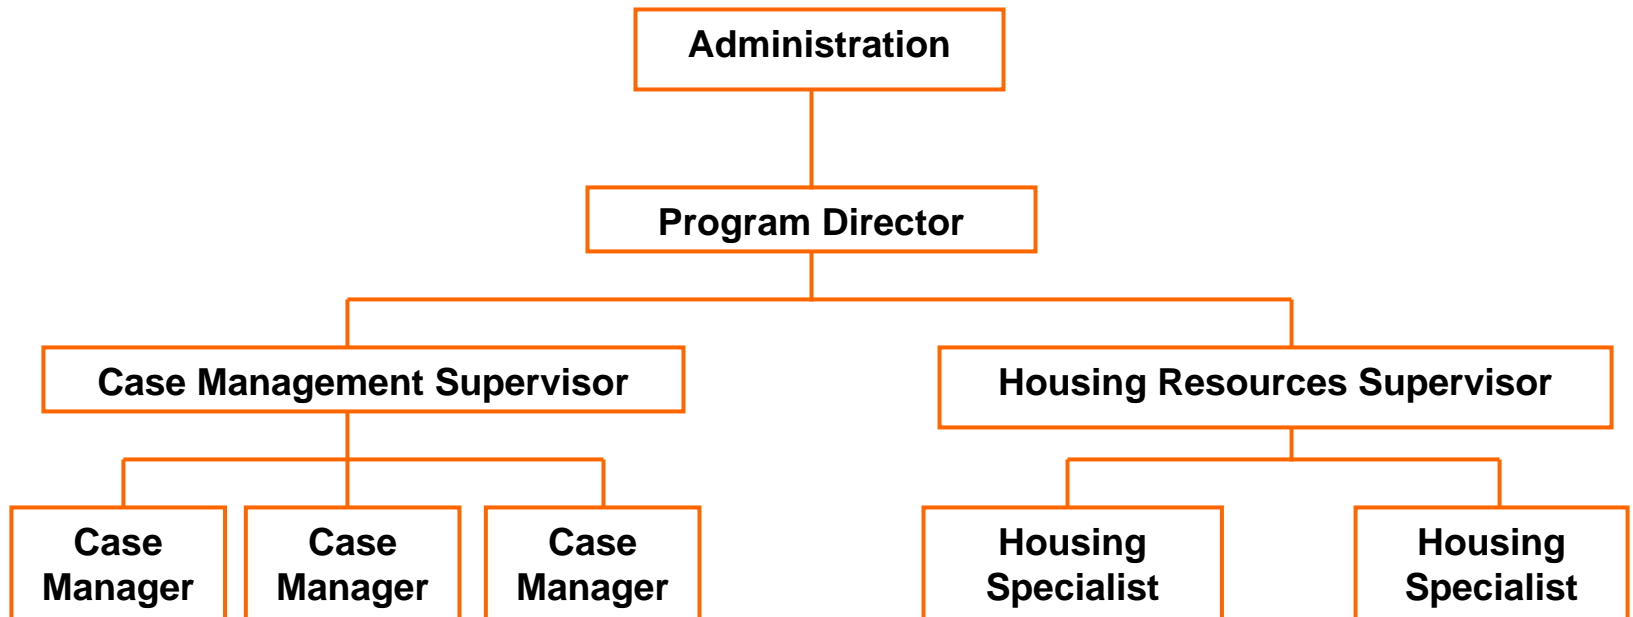 Administration
Program Director
Case Management Supervisor
Housing Resources Supervisor
Case
Manager
Case
Manager
Case
Manager
Housing
Specialist
Housing
Specialist